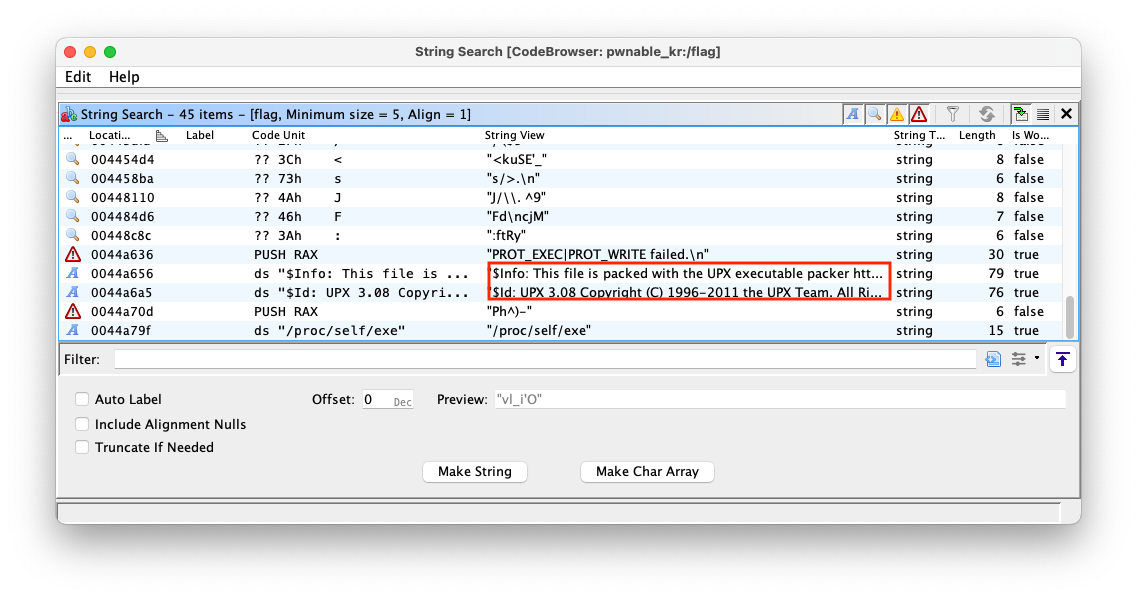 String Search [CodeBrowser: pwnable_kr:/flag]
Edit Help
String Search – 45 items – [flag, Minimum size = 5, Align = 1]
... Locati... Label Code Unit String View String T... Length Is Wo...
004454d4 ?? 3Ch < "<kuSE'_" string 8 false
004458ba ?? 73h s "s/>.\n" string 6 false
00448110 ?? 4Ah J "J/\\. ^9" string 8 false
004484d6 ?? 46h F "Fd\ncjM" string 7 false
00448c8c ?? 3Ah : ":ftRy" string 6 false
0044a636 PUSH RAX "PROT_EXEC|PROT_WRITE failed.\n" string 30 true
0044a656 ds "$Info: This file is ... "$Info: This file is packed with the UPX executable packer htt... string 79 true
0044a6a5 ds "$Id: UPX 3.08 Copyri... "$Id: UPX 3.08 Copyright (C) 1996-2011 the UPX Team. All Ri... string 76 true
0044a70d PUSH RAX "Ph^)-" string 6 false
0044a79f ds "/proc/self/exe" "/proc/self/exe" string 15 true
Filter:
Auto Label Offset: 0 Dec Preview: "vl_i'O"
Include Alignment Nulls
Truncate If Needed
Make String Make Char Array